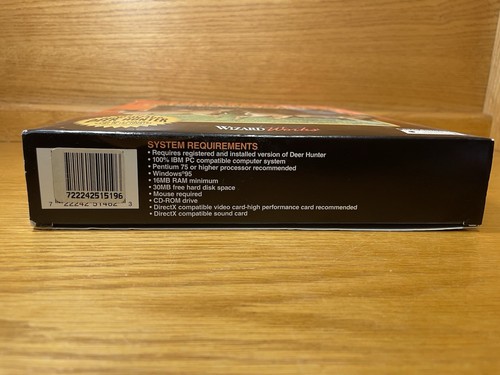 WIZARD Works
SYSTEM REQUIREMENTS
• Requires registered and installed version of Deer Hunter
• 100% IBM PC compatible computer system
• Pentium 75 or higher processor recommended
• Windows®95
• 16MB RAM minimum
• 30MB free hard disk space
• Mouse required
• CD-ROM drive
• DirectX compatible video card-high performance card recommended
• DirectX compatible sound card
722242515196
7 22242 51462 3